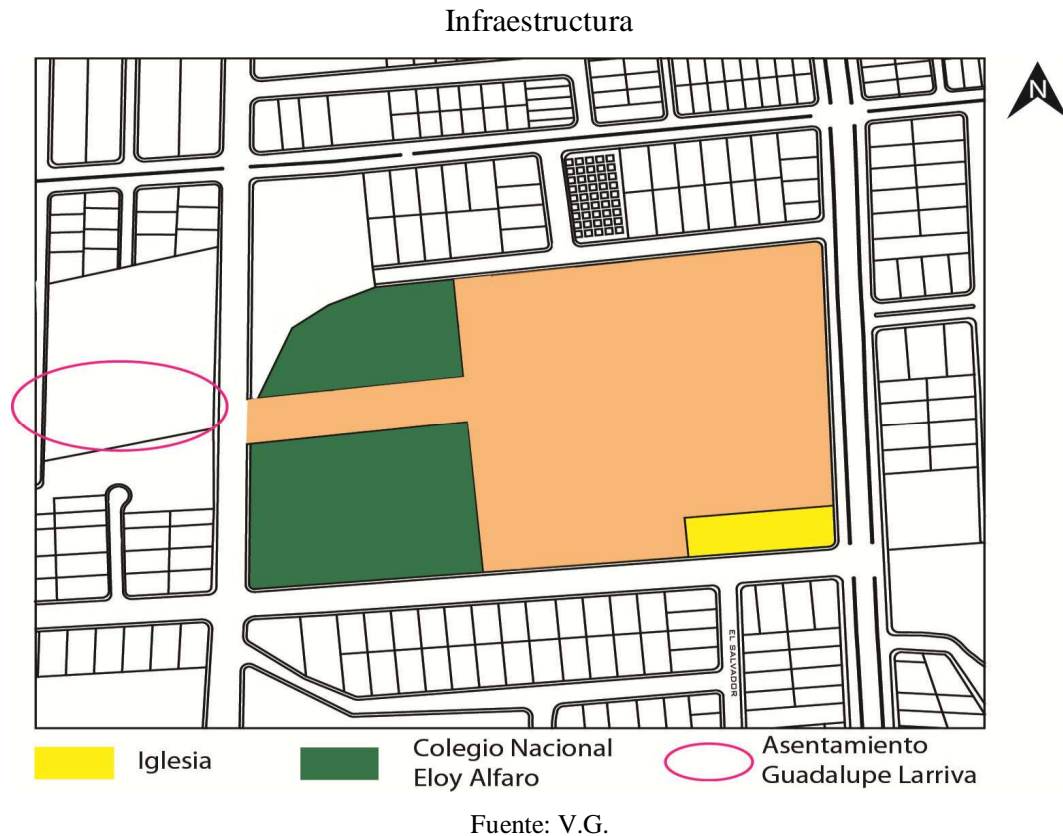 Infraestructura
N
EL SALVADOR
Iglesia
Colegio Nacional
Eloy Alfaro
Asentamiento
Guadalupe Larriva
Fuente: V.G.